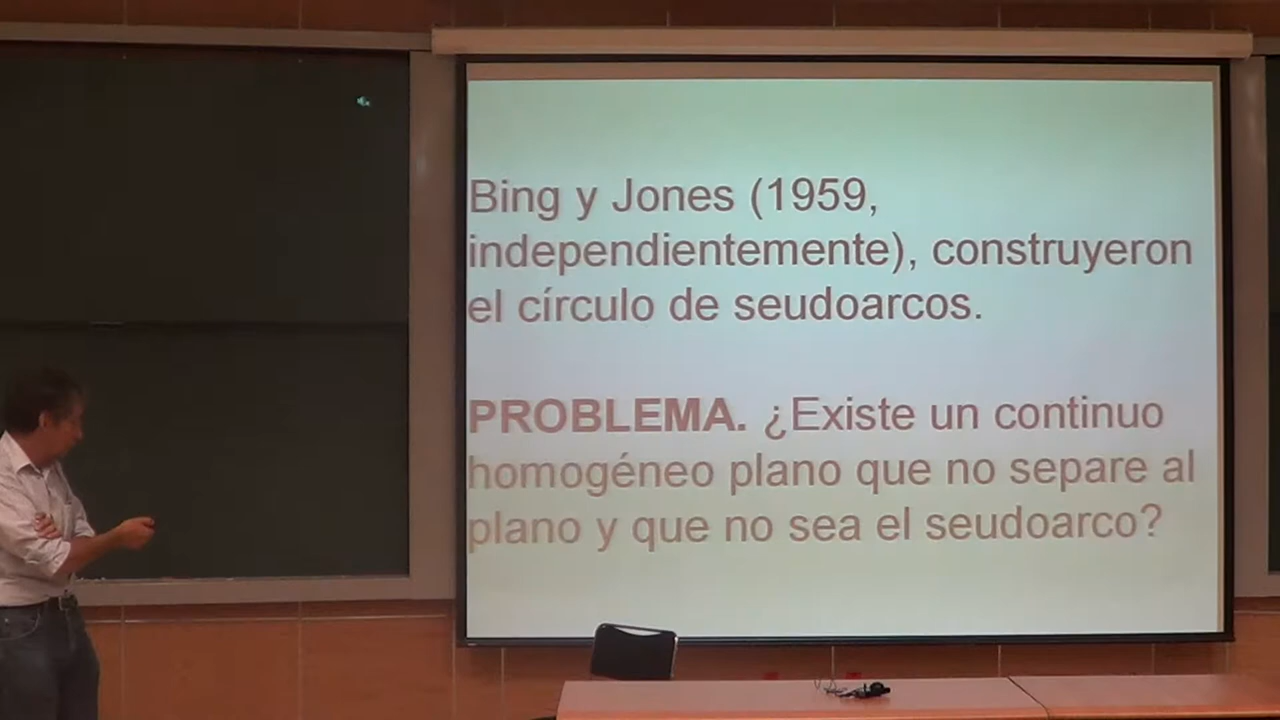 Bing y Jones (1959,
independientemente), construyeron
el círculo de seudoarcos.
PROBLEMA. ¿Existe un continuo
homogéneo plano que no separe al
plano y que no sea el seudoarco?